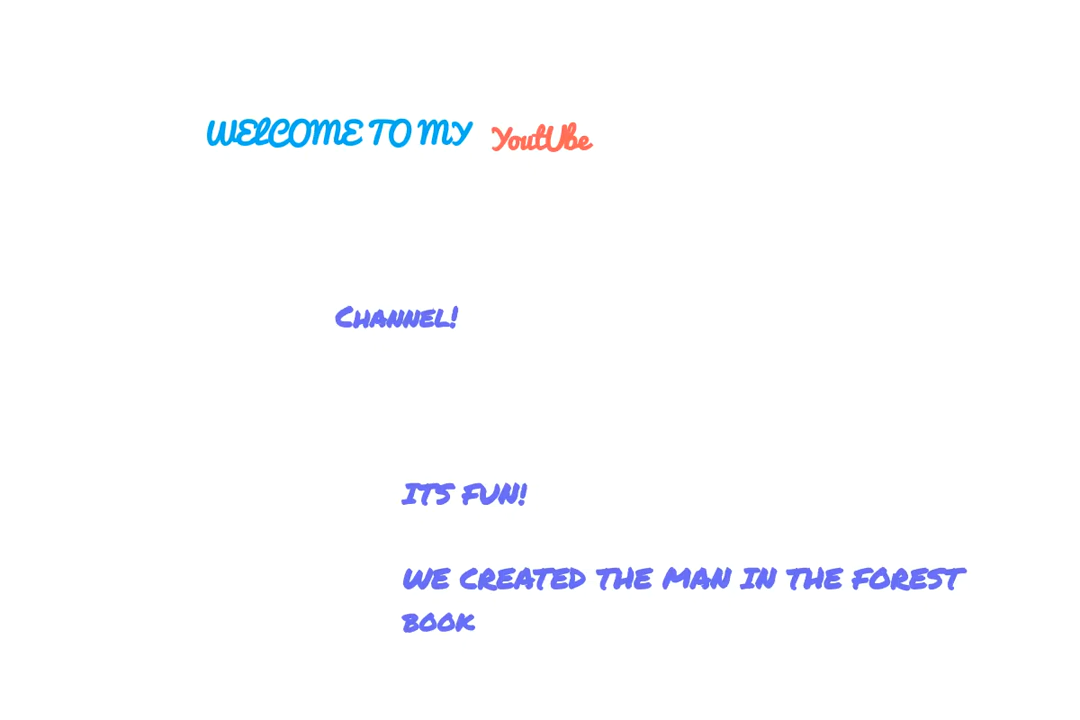 WElCOME TO MY YoutUbe
CHANNEL!
ITS FUN!
WE CREATED THE MAN IN THE FOREST
BOOK